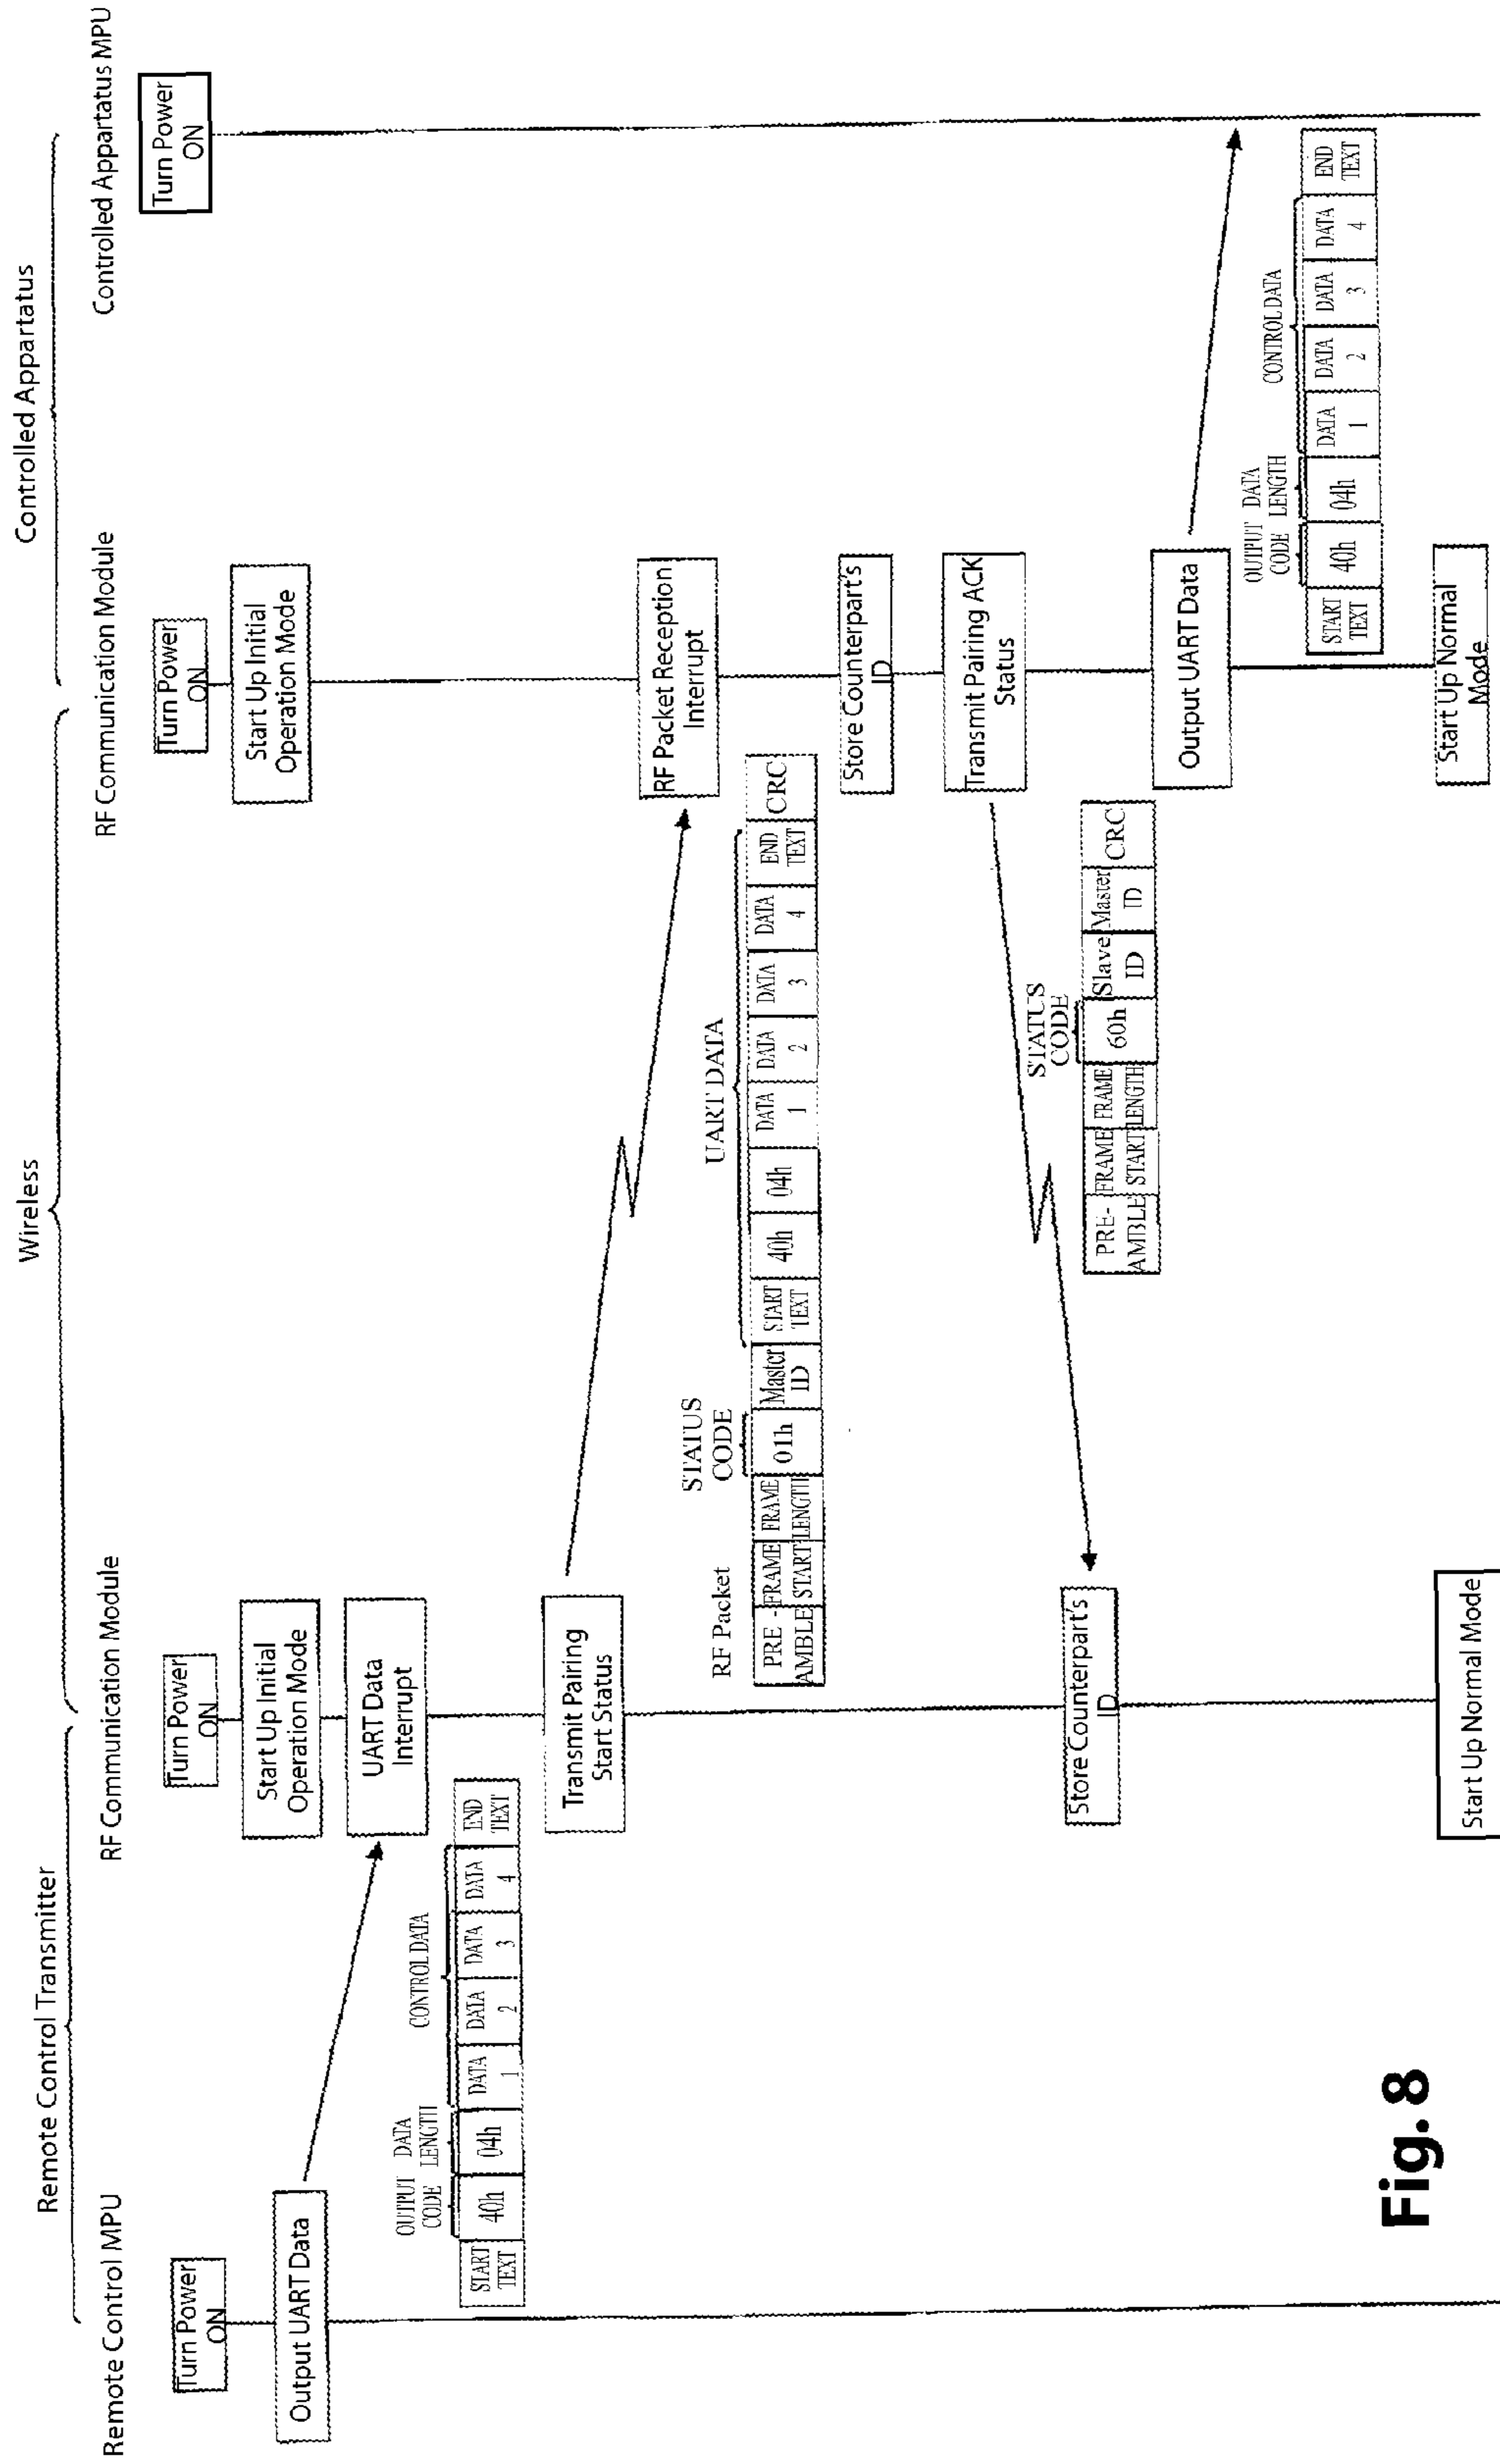 Remote Control Transmitter
Wireless
Controlled Appartatus
Remote Control MPU
RF Communication Module
RF Communication Module
Controlled Appartatus MPU
Turn Power
ON
Turn Power
ON
Turn Power
ON
Turn Power
ON
Output UART Data
Start Up Initial
Operation Mode
Start Up Initial
Operation Mode
UART Data
Interrupt
OUTPUT DATA
CODE LENGTH
CONTROL DATA
START TEXT 40h 04h DATA 1 DATA 2 DATA 3 DATA 4 END TEXT
Transmit Pairing
Start Status
RF Packet Reception
Interrupt
RF Packet
STATUS
CODE
UART DATA
PRE - AMBLE FRAME START FRAME LENGTH 01h Master ID START TEXT 40h 04h DATA 1 DATA 2 DATA 3 DATA 4 END TEXT CRC
Store Counterpart's
ID
Transmit Pairing ACK
Status
STATUS
CODE
PRE- AMBLE FRAME START FRAME LENGTH 60h Slave ID Master ID CRC
Store Counterpart's
ID
Output UART Data
OUTPUT DATA
CODE LENGTH
CONTROL DATA
START TEXT 40h 04h DATA 1 DATA 2 DATA 3 DATA 4 END TEXT
Start Up Normal Mode
Start Up Normal
Mode
Fig. 8